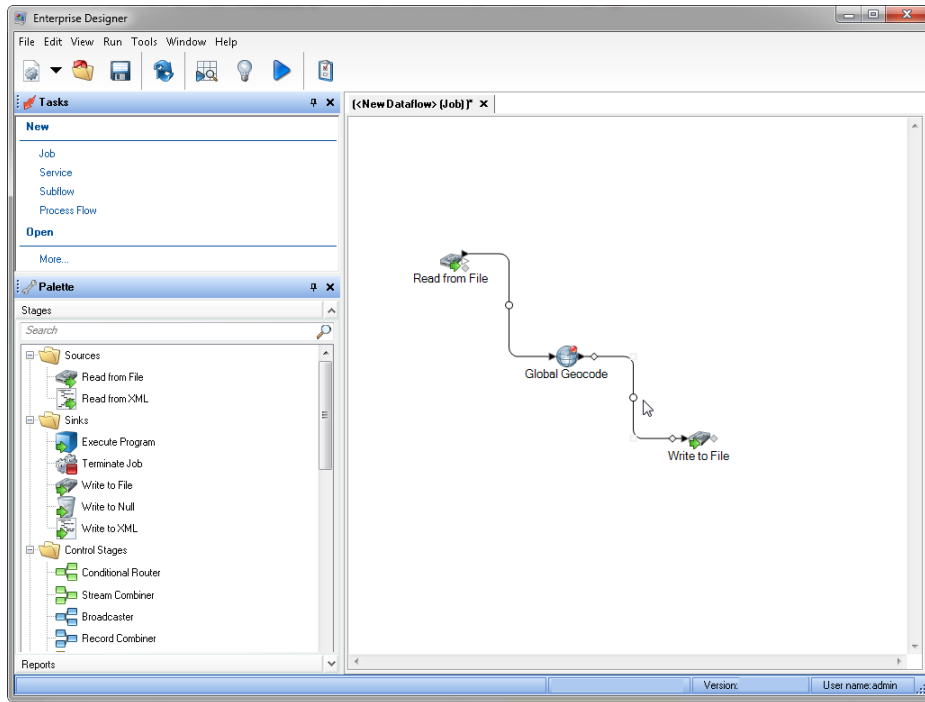 Enterprise Designer
File Edit View Run Tools Window Help
Tasks
New
Job
Service
Subflow
Process Flow
Open
More...
Palette
Stages
Search
Sources
Read from File
Read from XML
Sinks
Execute Program
Terminate Job
Write to File
Write to Null
Write to XML
Control Stages
Conditional Router
Stream Combiner
Broadcaster
Record Combiner
Reports
(<New Dataflow> (Job))*
Read from File
Global Geocode
Write to File
Version: User name: admin